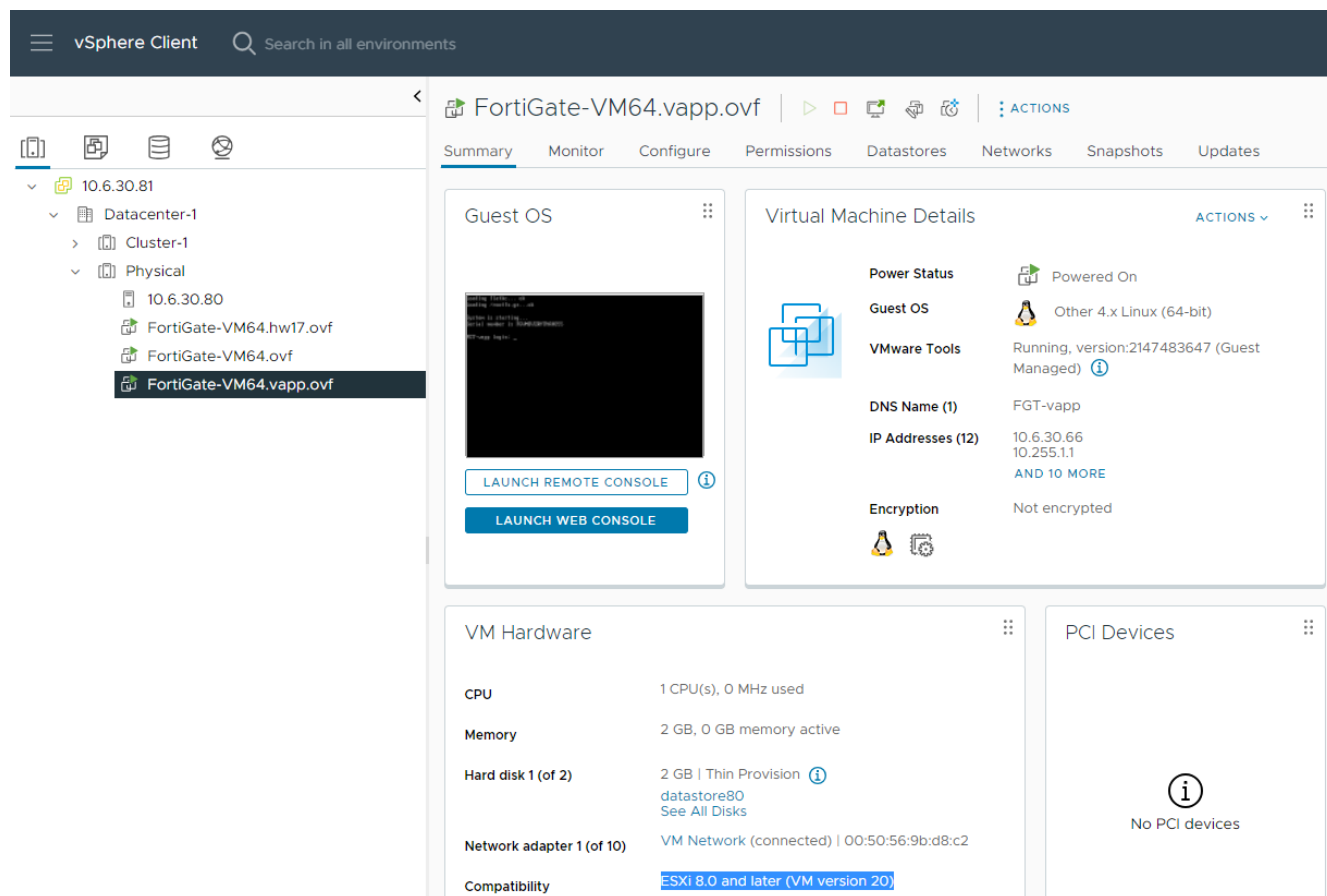 vSphere Client
Search in all environments
10.6.30.81
Datacenter-1
Cluster-1
Physical
10.6.30.80
FortiGate-VM64.hw17.ovf
FortiGate-VM64.ovf
FortiGate-VM64.vapp.ovf
FortiGate-VM64.vapp.ovf
ACTIONS
Summary Monitor Configure Permissions Datastores Networks Snapshots Updates
Guest OS
System is starting...
FGT-vapp login: _
LAUNCH REMOTE CONSOLE
LAUNCH WEB CONSOLE
Virtual Machine Details
ACTIONS
Power Status Powered On
Guest OS Other 4.x Linux (64-bit)
VMware Tools Running, version:2147483647 (Guest
Managed)
DNS Name (1) FGT-vapp
IP Addresses (12) 10.6.30.66
10.255.1.1
AND 10 MORE
Encryption Not encrypted
VM Hardware
CPU 1 CPU(s), 0 MHz used
Memory 2 GB, 0 GB memory active
Hard disk 1 (of 2) 2 GB | Thin Provision
datastore80
See All Disks
Network adapter 1 (of 10) VM Network (connected) | 00:50:56:9b:d8:c2
Compatibility ESXi 8.0 and later (VM version 20)
PCI Devices
No PCI devices